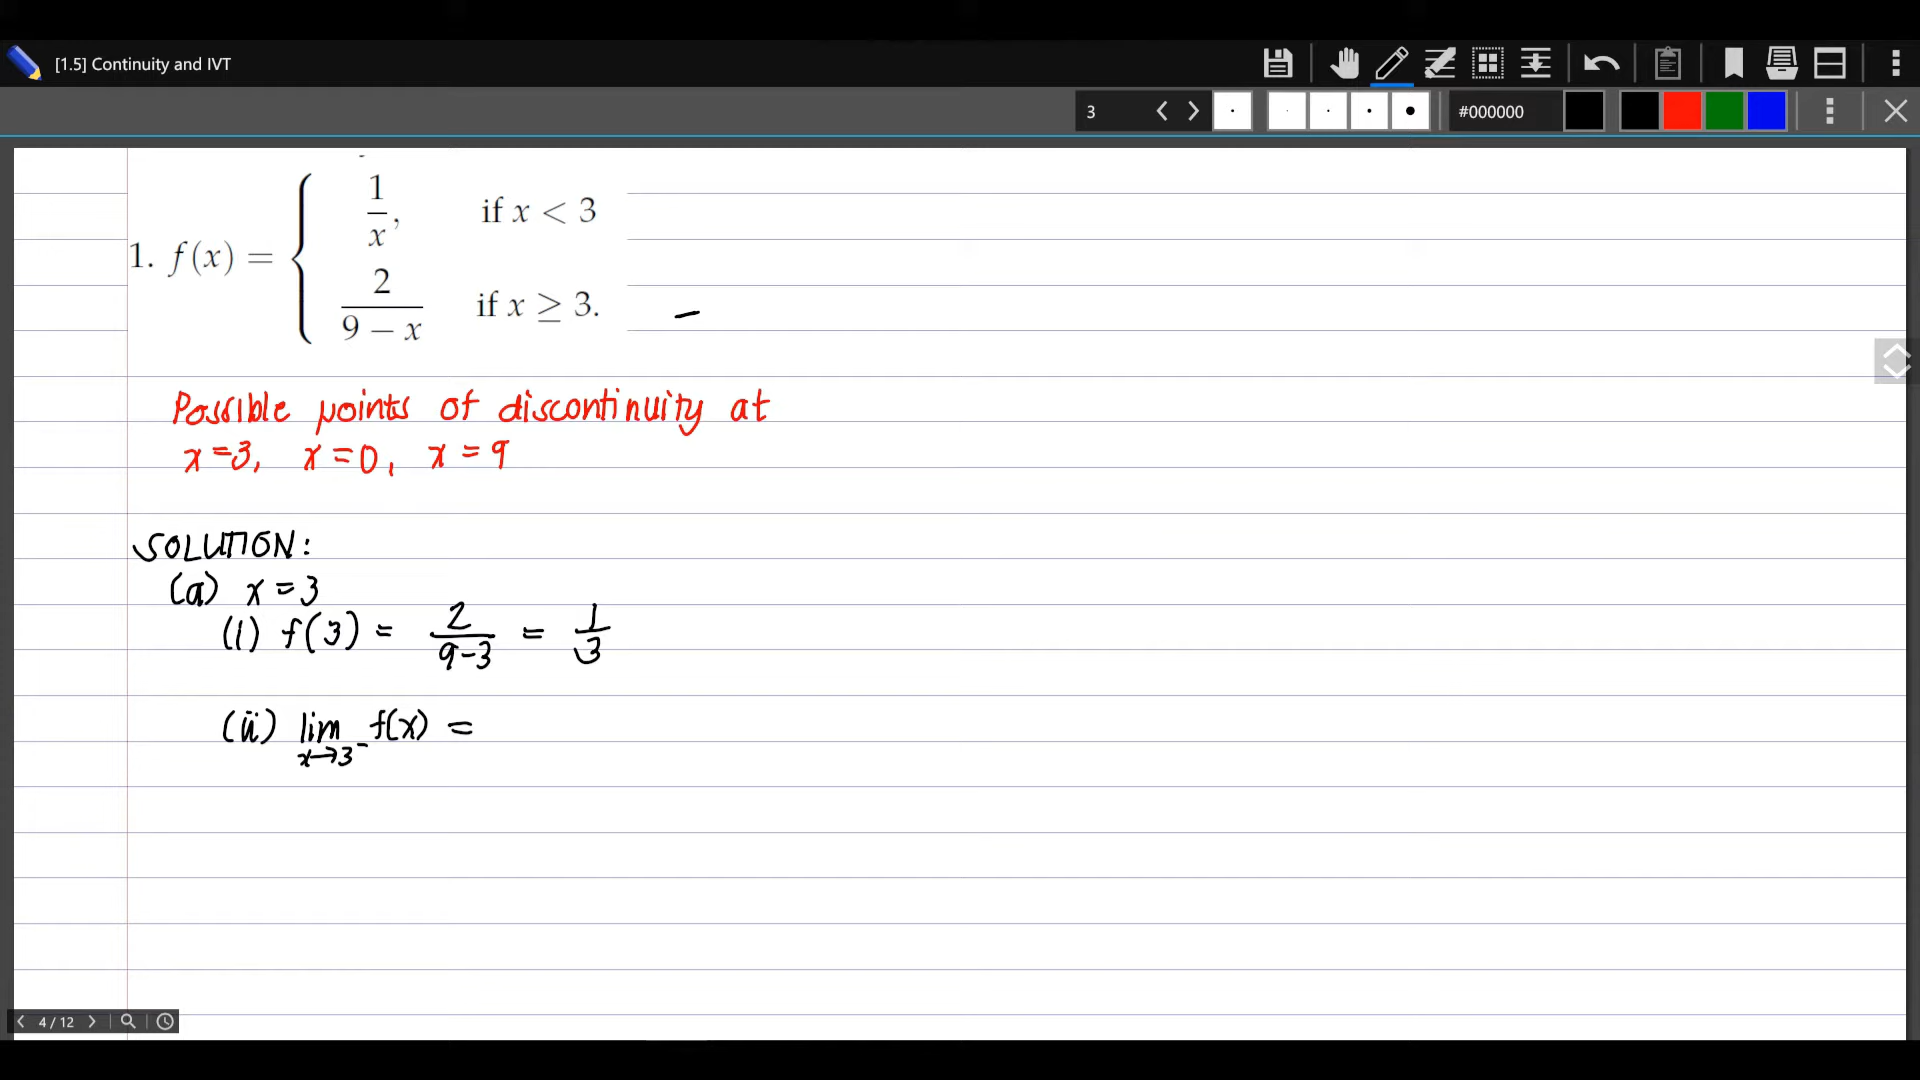 [1.5] Continuity and IVT
3
#000000
1. f(x) = { 1/x, if x < 3
2/(9 − x) if x ≥ 3.
Possible points of discontinuity at
x = 3, x = 0, x = 9
SOLUTION:
(a) x = 3
(i) f(3) = 2/(9-3) = 1/3
(ii) lim x→3⁻ f(x) =
4 / 12